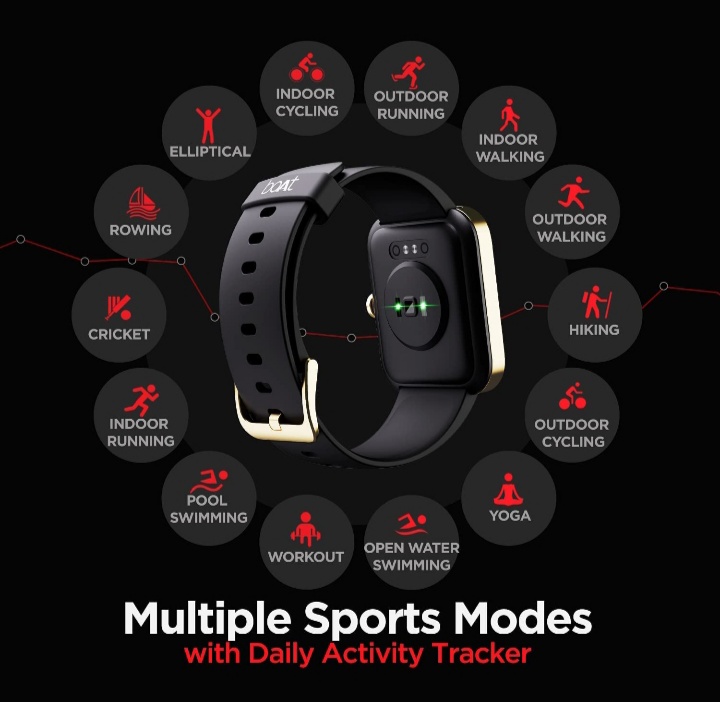 INDOOR
CYCLING
OUTDOOR
RUNNING
INDOOR
WALKING
OUTDOOR
WALKING
HIKING
OUTDOOR
CYCLING
YOGA
OPEN WATER
SWIMMING
WORKOUT
POOL
SWIMMING
INDOOR
RUNNING
CRICKET
ROWING
ELLIPTICAL
boAt
Multiple Sports Modes
with Daily Activity Tracker